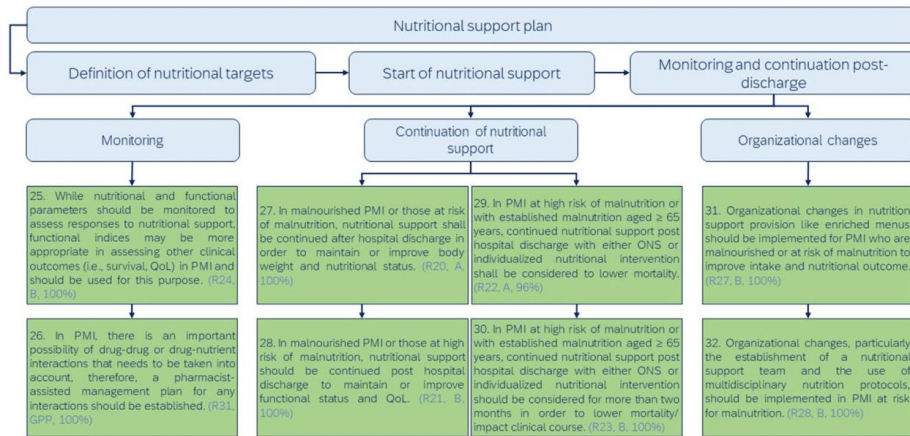 Nutritional support plan
Definition of nutritional targets
Start of nutritional support
Monitoring and continuation post-
discharge
Monitoring
Continuation of nutritional
support
Organizational changes
25. While nutritional and functional
parameters should be monitored to
assess responses to nutritional support,
functional indices may be more
appropriate in assessing other clinical
outcomes (i.e., survival, QoL) in PMI and
should be used for this purpose. (R24,
B, 100%)
26. In PMI, there is an important
possibility of drug-drug or drug-nutrient
interactions that needs to be taken into
account, therefore, a pharmacist-
assisted management plan for any
interactions should be established. (R31,
GPP, 100%)
27. In malnourished PMI or those at risk
of malnutrition, nutritional support shall
be continued after hospital discharge in
order to maintain or improve body
weight and nutritional status. (R20, A,
100%)
28. In malnourished PMI or those at high
risk of malnutrition, nutritional support
should be continued post hospital
discharge to maintain or improve
functional status and QoL. (R21, B,
100%)
29. In PMI at high risk of malnutrition or
with established malnutrition aged ≥ 65
years, continued nutritional support post
hospital discharge with either ONS or
individualized nutritional intervention
shall be considered to lower mortality.
(R22, A, 96%)
30. In PMI at high risk of malnutrition or
with established malnutrition aged ≥ 65
years, continued nutritional support post
hospital discharge with either ONS or
individualized nutritional intervention
should be considered for more than two
months in order to lower mortality/
impact clinical course. (R23, B, 100%)
31. Organizational changes in nutrition
support provision like enriched menus,
should be implemented for PMI who are
malnourished or at risk of malnutrition to
improve intake and nutritional outcome.
(R27, B, 100%)
32. Organizational changes, particularly
the establishment of a nutritional
support team and the use of
multidisciplinary nutrition protocols,
should be implemented in PMI at risk
for malnutrition. (R28, B, 100%)